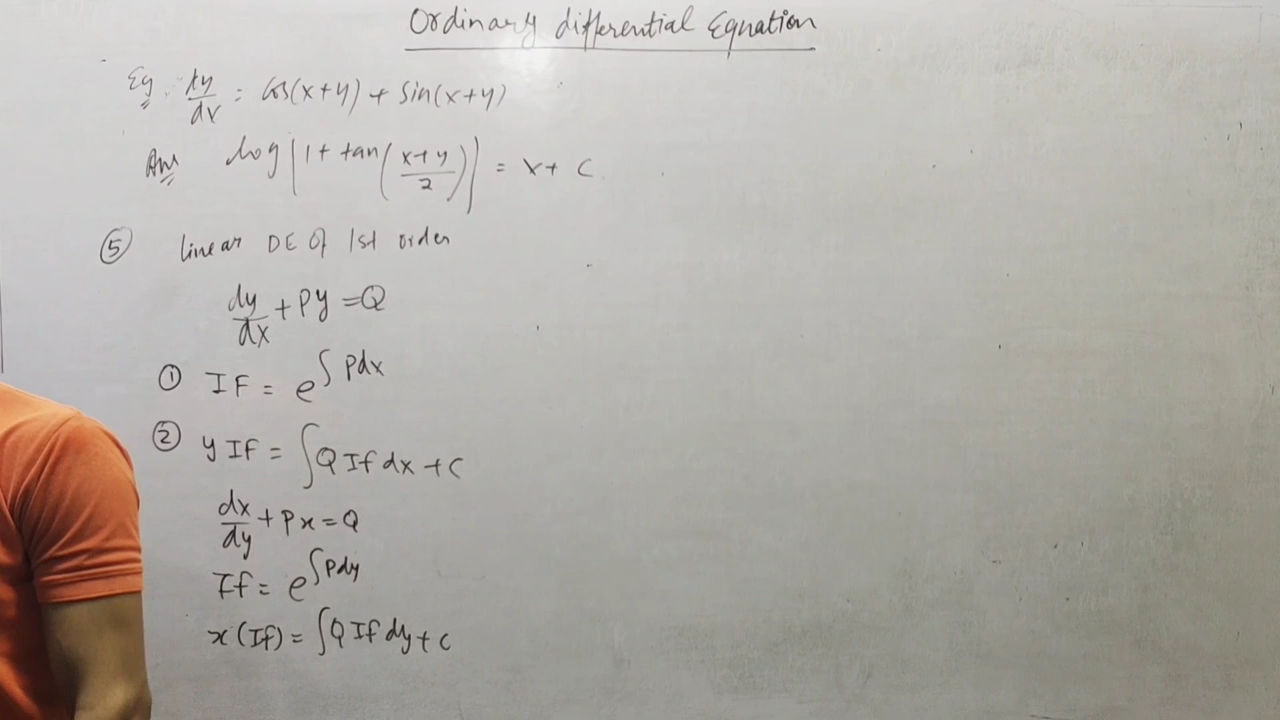 Ordinary differential Equation
Eg. dy/dx = cos(x+y) + sin(x+y)
Ans log |1 + tan((x+y)/2)| = x + c
⑤ linear DE of 1st order
dy/dx + Py = Q
① IF = e^∫Pdx
② y IF = ∫Q If dx + C
dx/dy + Px = Q
If = e^∫Pdy
x (If) = ∫Q If dy + c